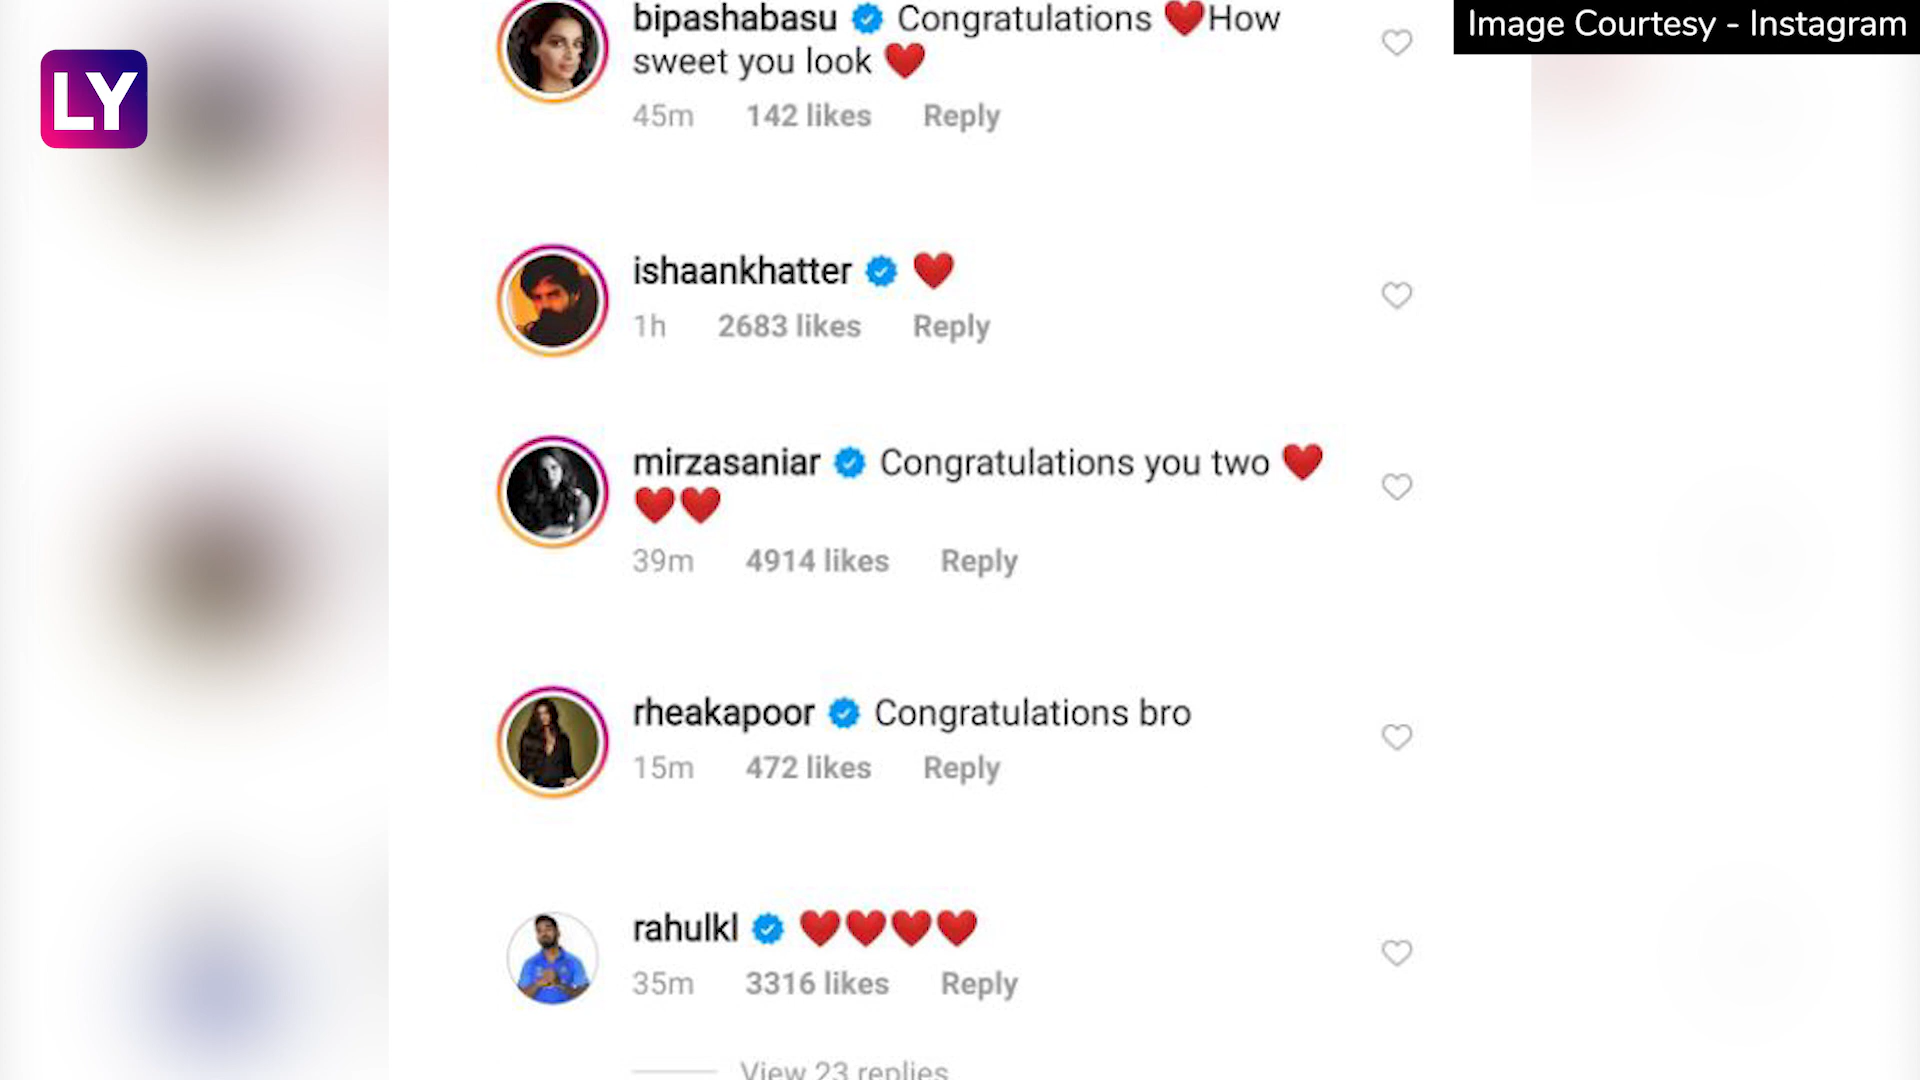 Image Courtesy - Instagram
LY
bipashabasu Congratulations ❤️How
sweet you look ❤️
45m 142 likes Reply
ishaankhatter ❤️
1h 2683 likes Reply
mirzasaniar Congratulations you two ❤️
❤️❤️
39m 4914 likes Reply
rheakapoor Congratulations bro
15m 472 likes Reply
rahulkl ❤️❤️❤️❤️
35m 3316 likes Reply
View 23 replies